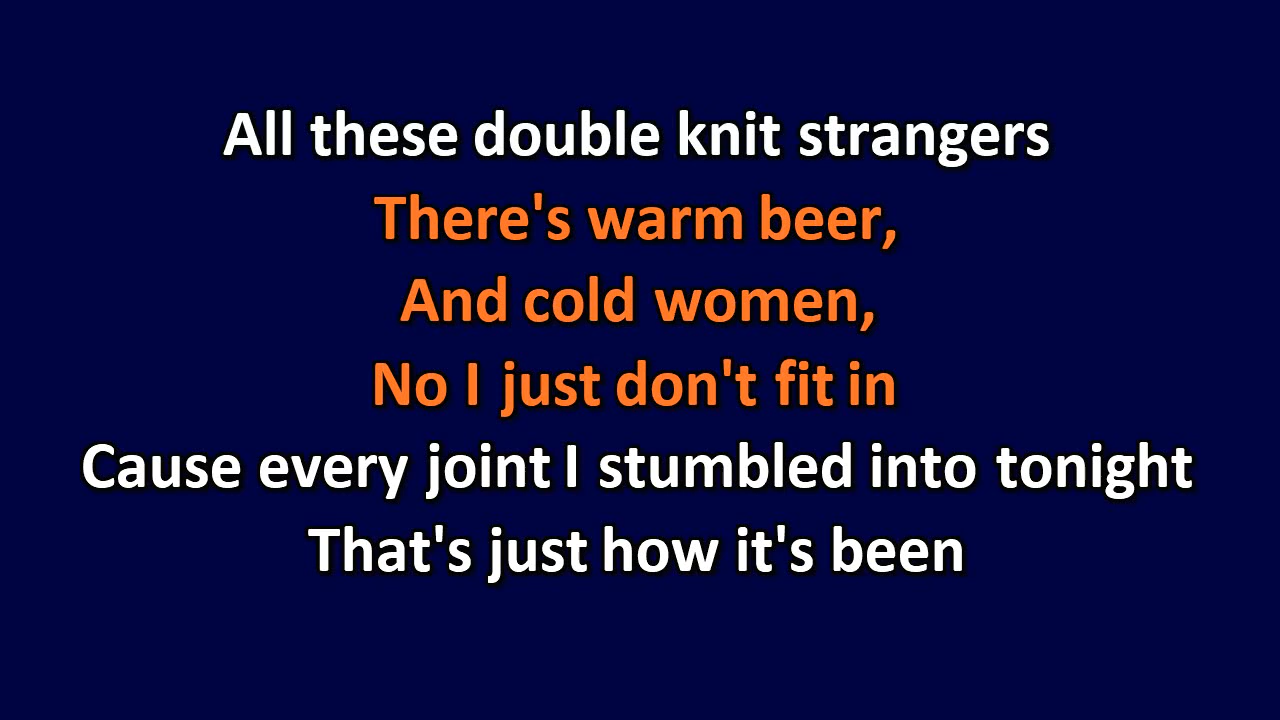 All these double knit strangers
There's warm beer,
And cold women,
No I just don't fit in
Cause every joint I stumbled into tonight
That's just how it's been